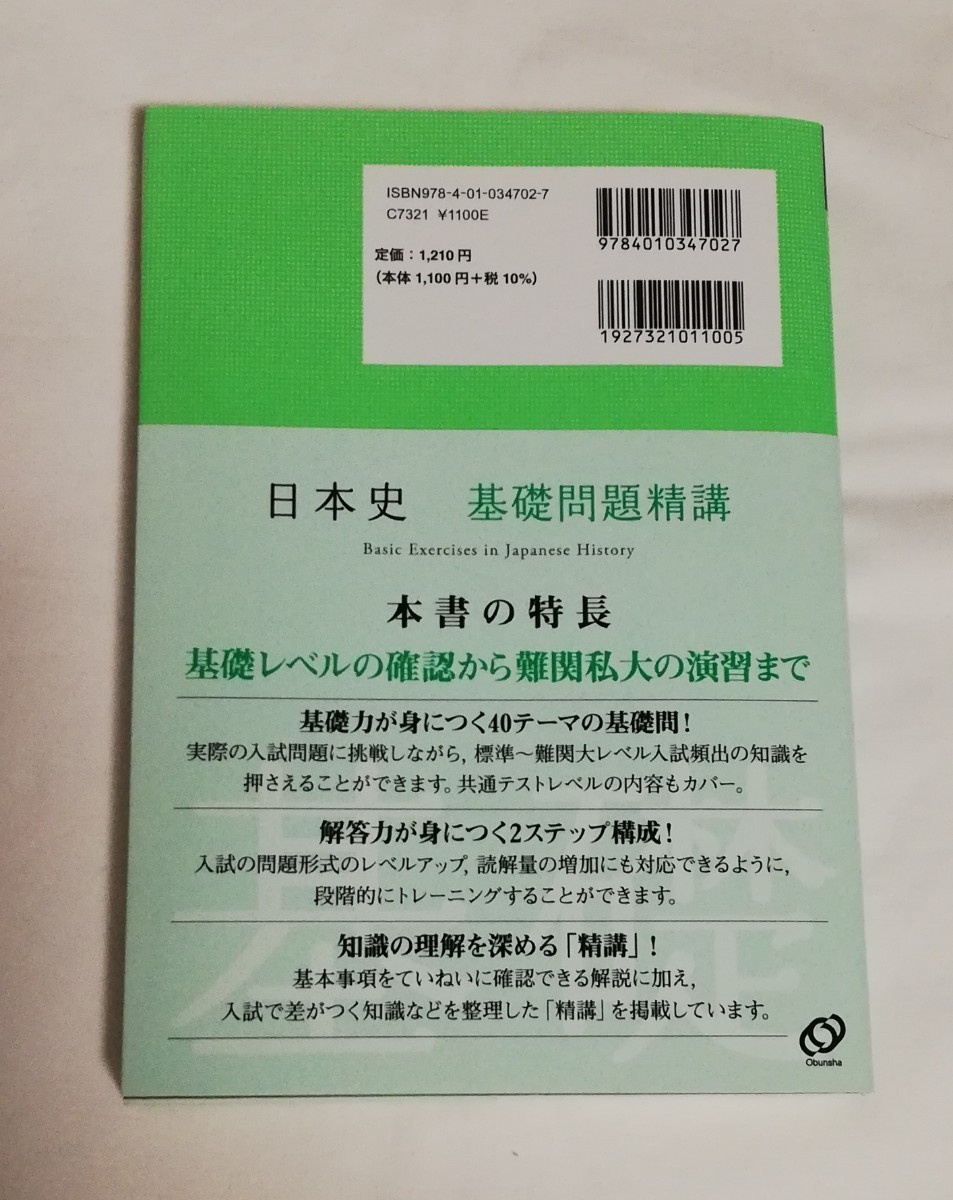 ISBN978-4-01-034702-7
C7321 ¥1100E
定価：1,210円
（本体1,100円＋税10%）
9784010347027
1927321011005
日本史 基礎問題精講
Basic Exercises in Japanese History
本書の特長
基礎レベルの確認から難関私大の演習まで
基礎力が身につく40テーマの基礎問！
実際の入試問題に挑戦しながら，標準〜難関大レベル入試頻出の知識を
押さえることができます。共通テストレベルの内容もカバー。
解答力が身につく2ステップ構成！
入試の問題形式のレベルアップ，読解量の増加にも対応できるように，
段階的にトレーニングすることができます。
知識の理解を深める「精講」！
基本事項をていねいに確認できる解説に加え，
入試で差がつく知識などを整理した「精講」を掲載しています。
Obunsha
基礎